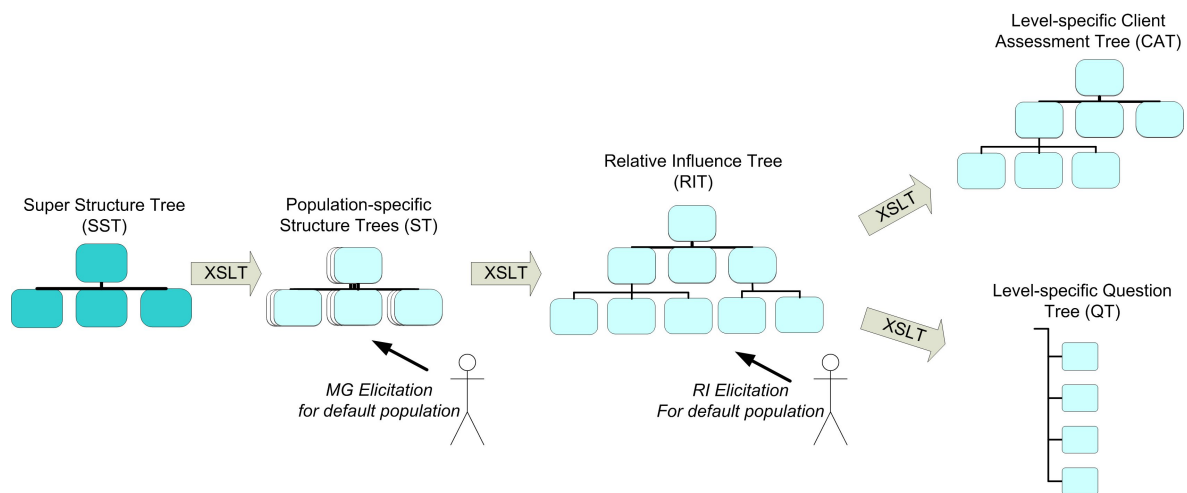 Super Structure Tree
(SST)
XSLT
Population-specific
Structure Trees (ST)
MG Elicitation
for default population
XSLT
Relative Influence Tree
(RIT)
RI Elicitation
For default population
XSLT
Level-specific Client
Assessment Tree (CAT)
XSLT
Level-specific Question
Tree (QT)